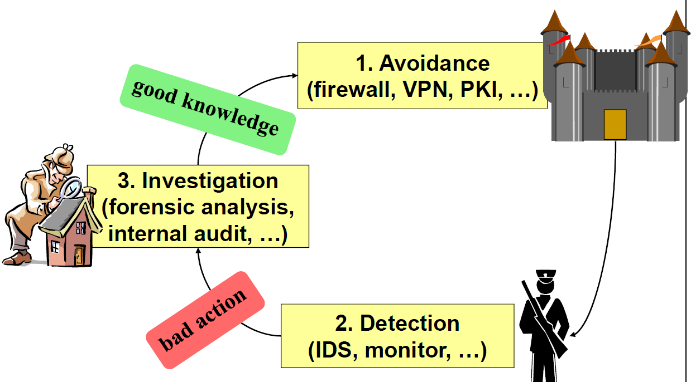 1. Avoidance
(firewall, VPN, PKI, …)
good knowledge
3. Investigation
(forensic analysis,
internal audit, …)
bad action
2. Detection
(IDS, monitor, …)